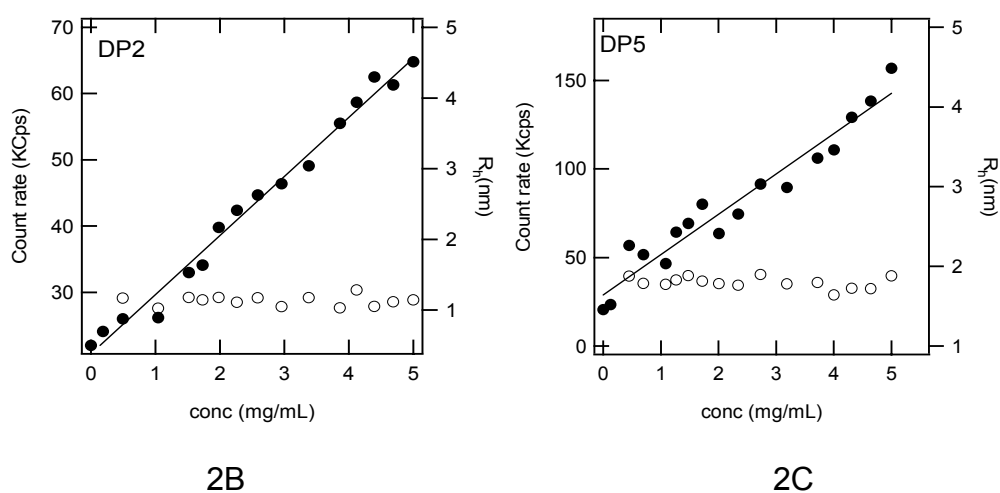 DP2
70
60
50
40
30
Count rate (KCps)
5
4
3
2
1
Rh(nm)
0 1 2 3 4 5
conc (mg/mL)
2B
DP5
150
100
50
0
Count rate (Kcps)
5
4
3
2
1
Rh(nm)
0 1 2 3 4 5
conc (mg/mL)
2C